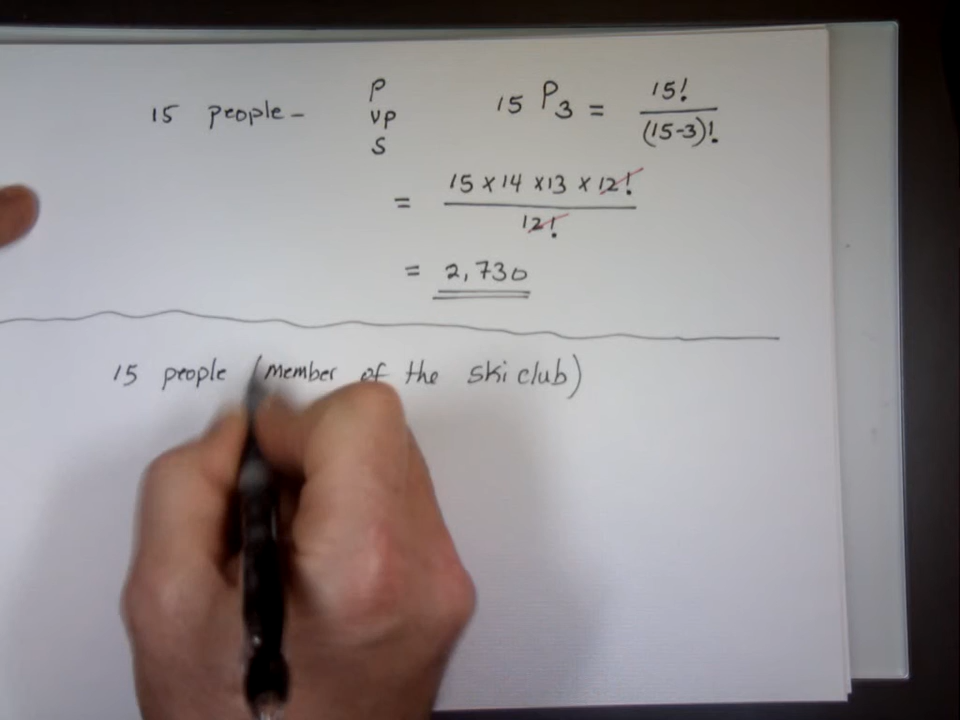 15 people - P VP S 15 P 3 = 15! / (15-3)!
= 15 x 14 x 13 x 12! / 12!
= 2,730
15 people (member of the ski club)